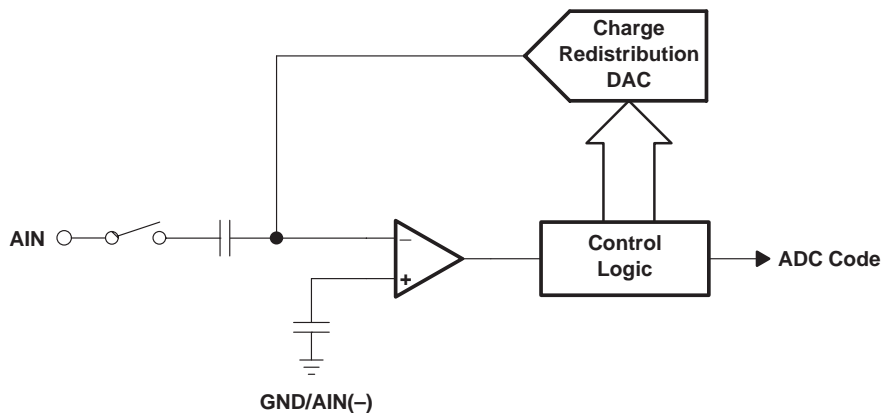 Charge
Redistribution
DAC
AIN
−
+
Control
Logic
ADC Code
GND/AIN(−)